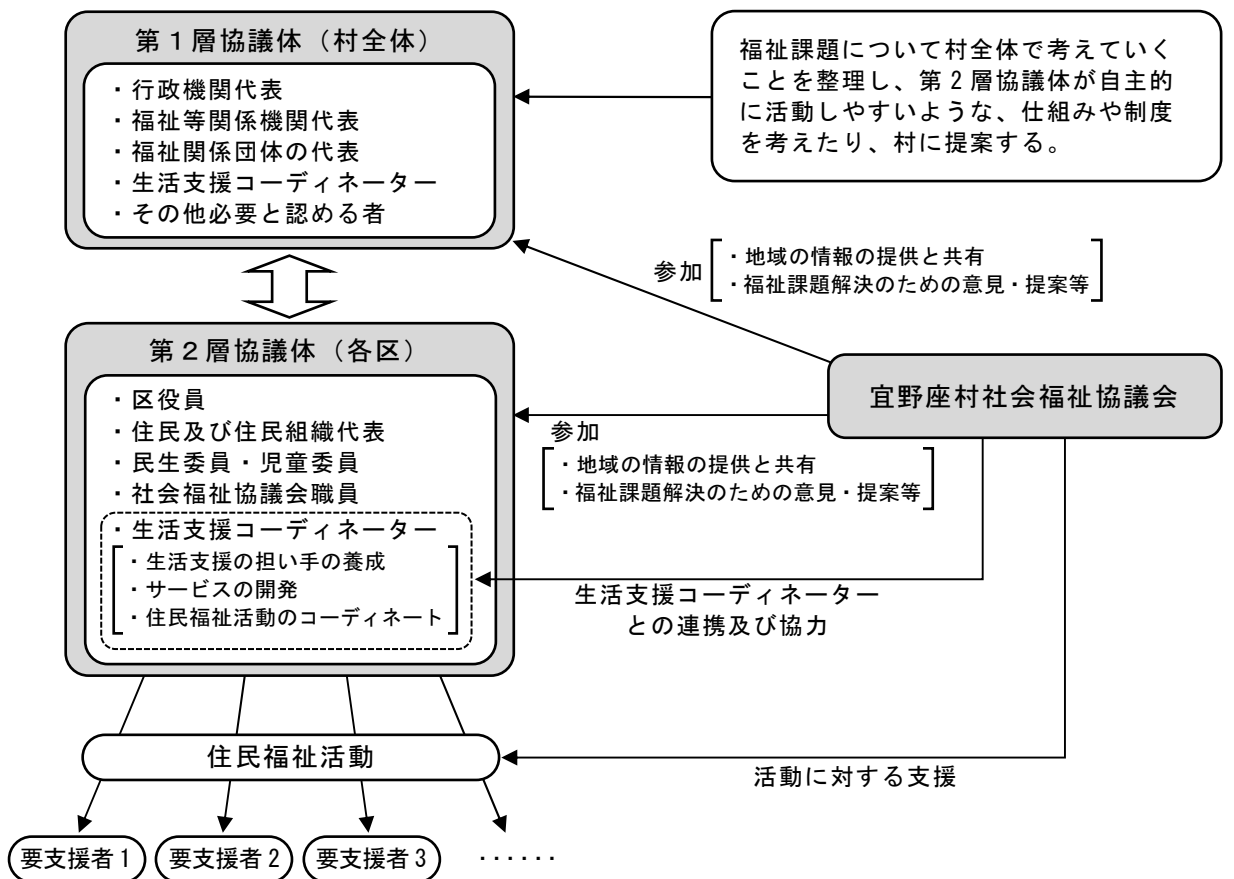 第１層協議体（村全体）
・行政機関代表
・福祉等関係機関代表
・福祉関係団体の代表
・生活支援コーディネーター
・その他必要と認める者
福祉課題について村全体で考えていく
ことを整理し、第２層協議体が自主的
に活動しやすいような、仕組みや制度
を考えたり、村に提案する。
参加
・地域の情報の提供と共有
・福祉課題解決のための意見・提案等
第２層協議体（各区）
・区役員
・住民及び住民組織代表
・民生委員・児童委員
・社会福祉協議会職員
・生活支援コーディネーター
・生活支援の担い手の養成
・サービスの開発
・住民福祉活動のコーディネート
宜野座村社会福祉協議会
参加
・地域の情報の提供と共有
・福祉課題解決のための意見・提案等
生活支援コーディネーター
との連携及び協力
住民福祉活動
活動に対する支援
要支援者１
要支援者２
要支援者３
‥‥‥